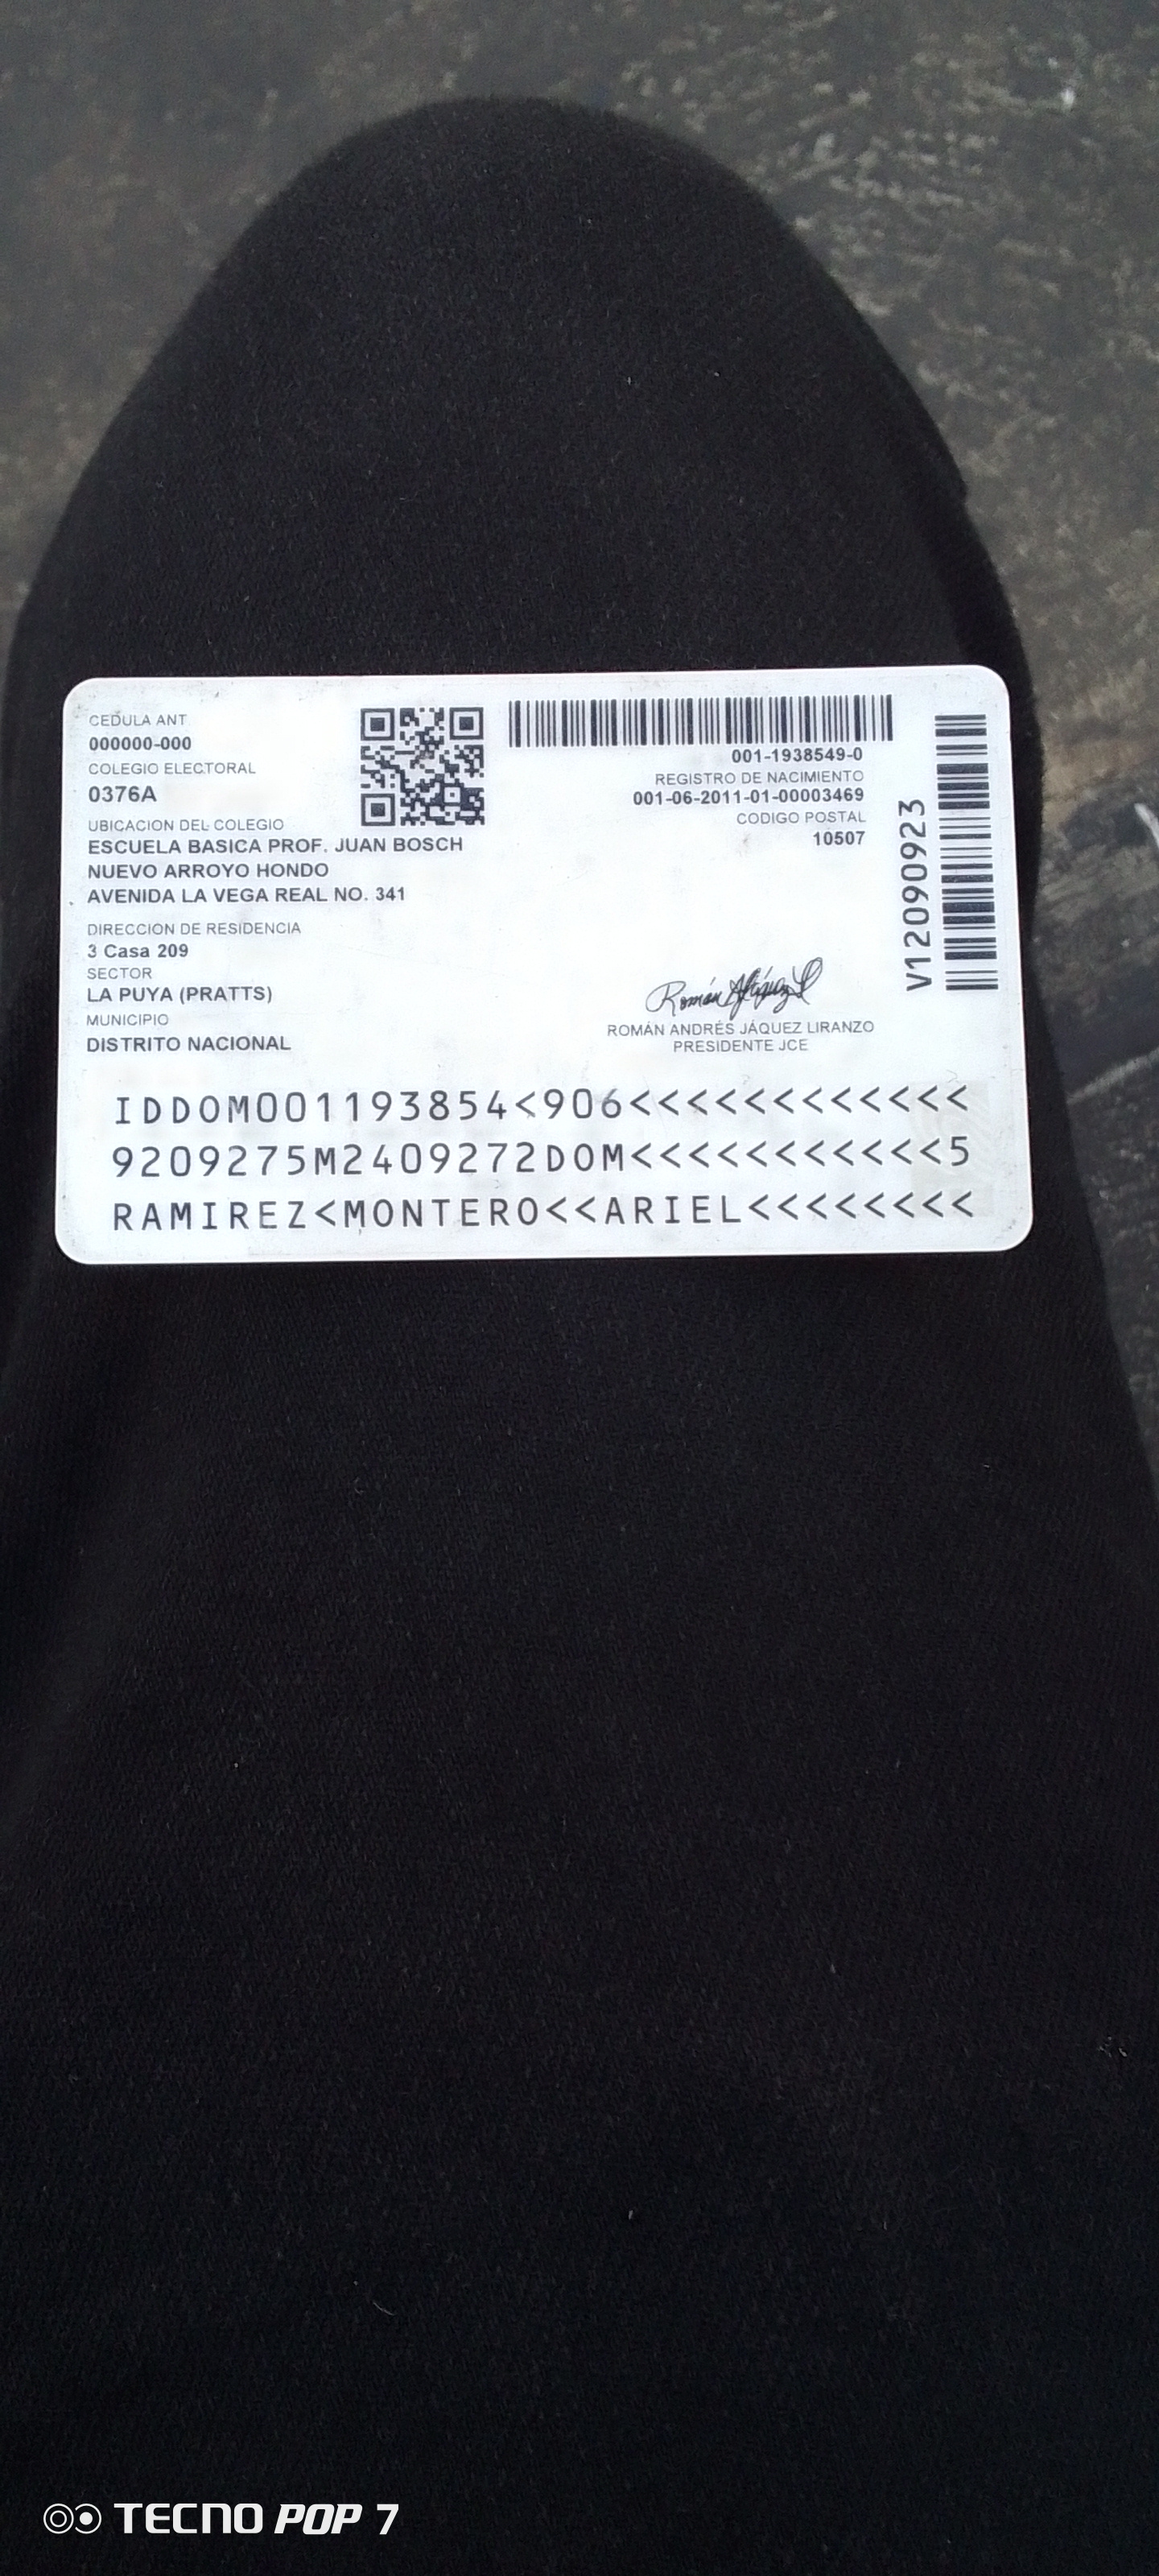 CEDULA ANT
000000-000
COLEGIO ELECTORAL
0376A
UBICACION DEL COLEGIO
ESCUELA BASICA PROF. JUAN BOSCH
NUEVO ARROYO HONDO
AVENIDA LA VEGA REAL NO. 341
DIRECCION DE RESIDENCIA
3 Casa 209
SECTOR
LA PUYA (PRATTS)
MUNICIPIO
DISTRITO NACIONAL
001-1938549-0
REGISTRO DE NACIMIENTO
001-06-2011-01-00003469
CODIGO POSTAL
10507
V12090923
ROMÁN ANDRÉS JÁQUEZ LIRANZO
PRESIDENTE JCE
IDDOM001193854<906<<<<<<<<<<<<
9209275M2409272DOM<<<<<<<<<<<5
RAMIREZ<MONTERO<<ARIEL<<<<<<<<
TECNO POP 7